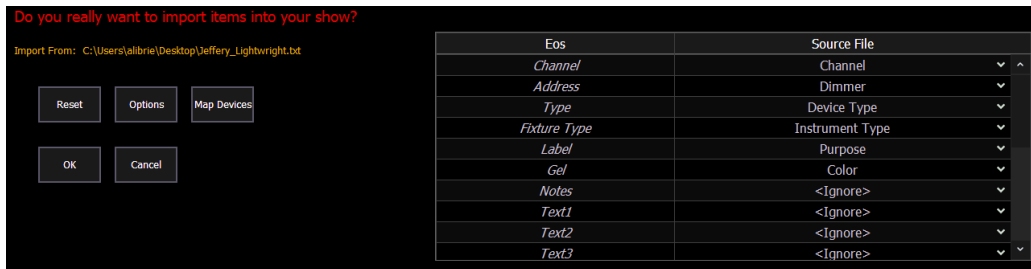 Do you really want to import items into your show?
Import From: C:\Users\alibrie\Desktop\Jeffery_Lightwright.txt
Reset Options Map Devices
OK Cancel
Eos Source File
Channel Channel
Address Dimmer
Type Device Type
Fixture Type Instrument Type
Label Purpose
Gel Color
Notes <Ignore>
Text1 <Ignore>
Text2 <Ignore>
Text3 <Ignore>